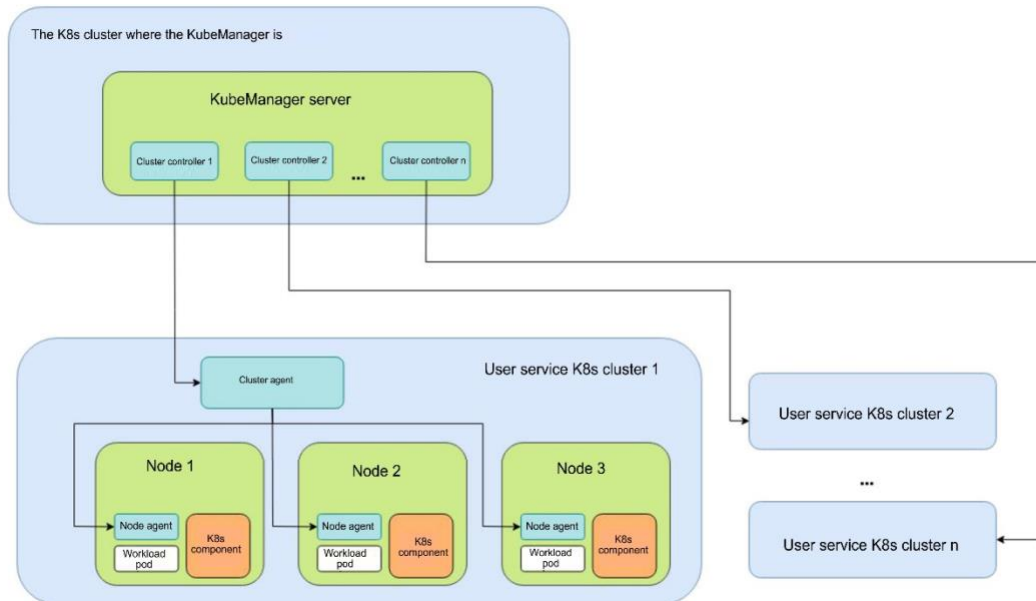 The K8s cluster where the KubeManager is
KubeManager server
Cluster controller 1
Cluster controller 2
...
Cluster controller n
Cluster agent
User service K8s cluster 1
Node 1
Node agent
Workload
pod
K8s
component
Node 2
Node agent
Workload
pod
K8s
component
Node 3
Node agent
Workload
pod
K8s
component
User service K8s cluster 2
...
User service K8s cluster n